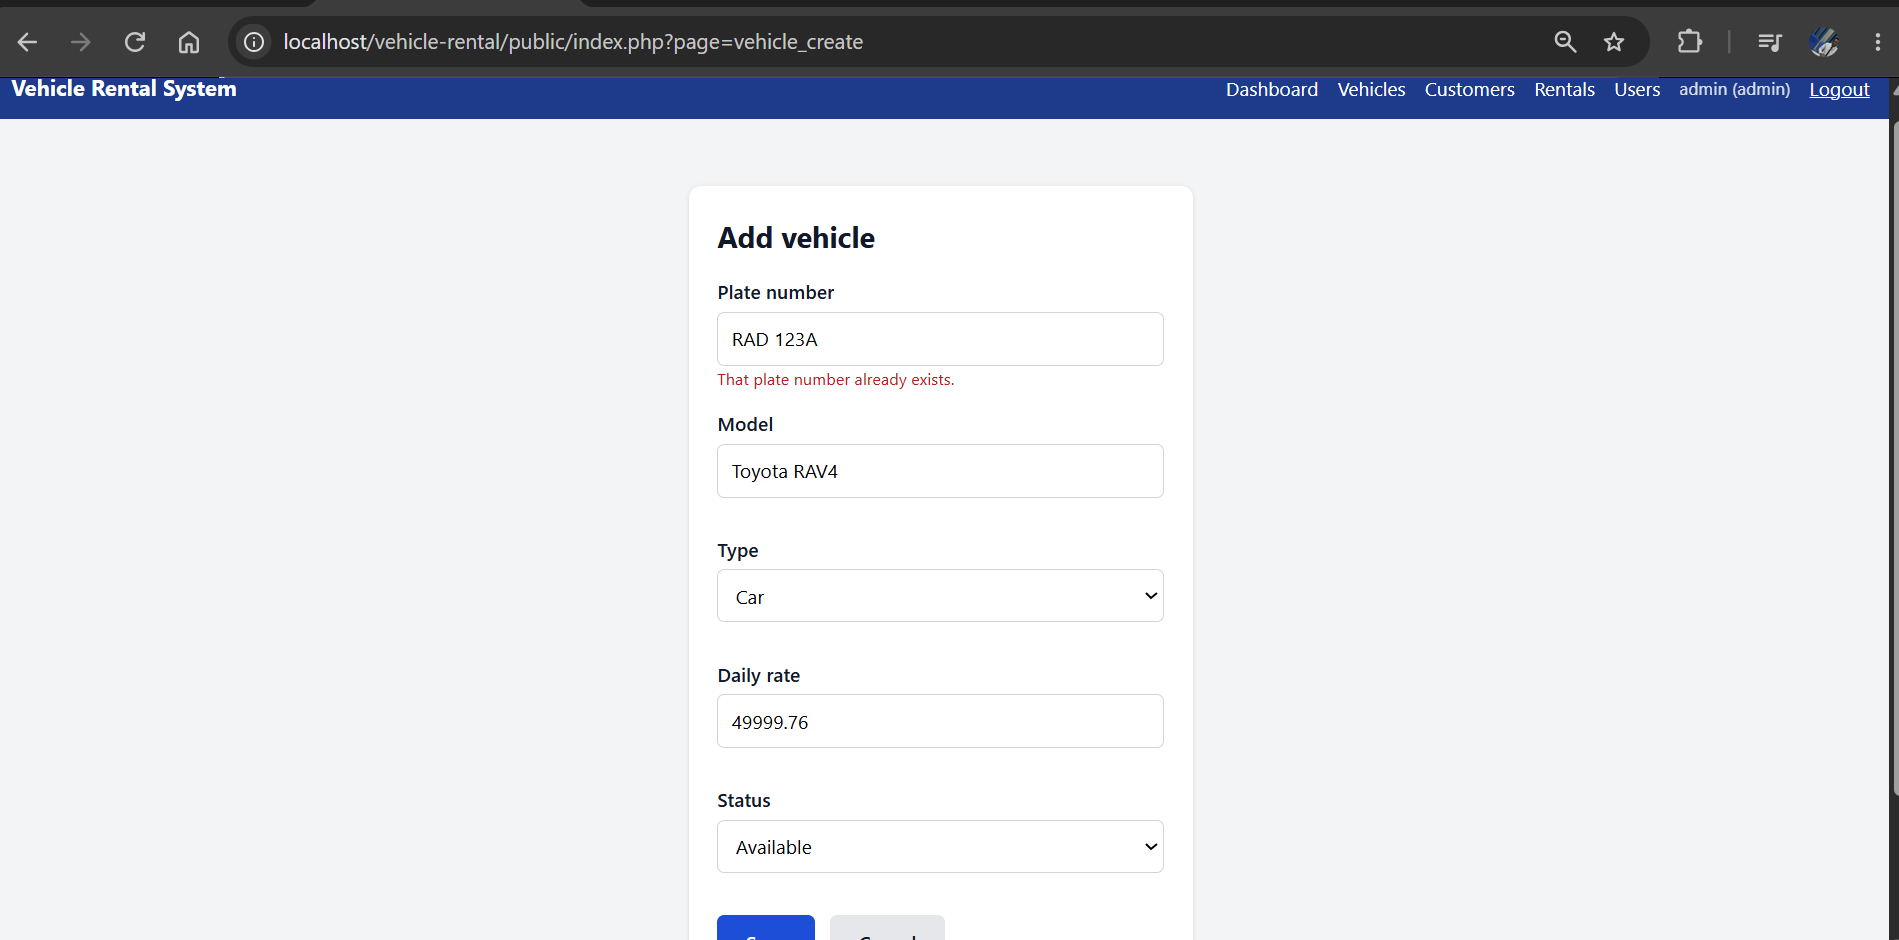 localhost/vehicle-rental/public/index.php?page=vehicle_create
Vehicle Rental System
Dashboard Vehicles Customers Rentals Users admin (admin) Logout
Add vehicle
Plate number
RAD 123A
That plate number already exists.
Model
Toyota RAV4
Type
Car
Daily rate
49999.76
Status
Available